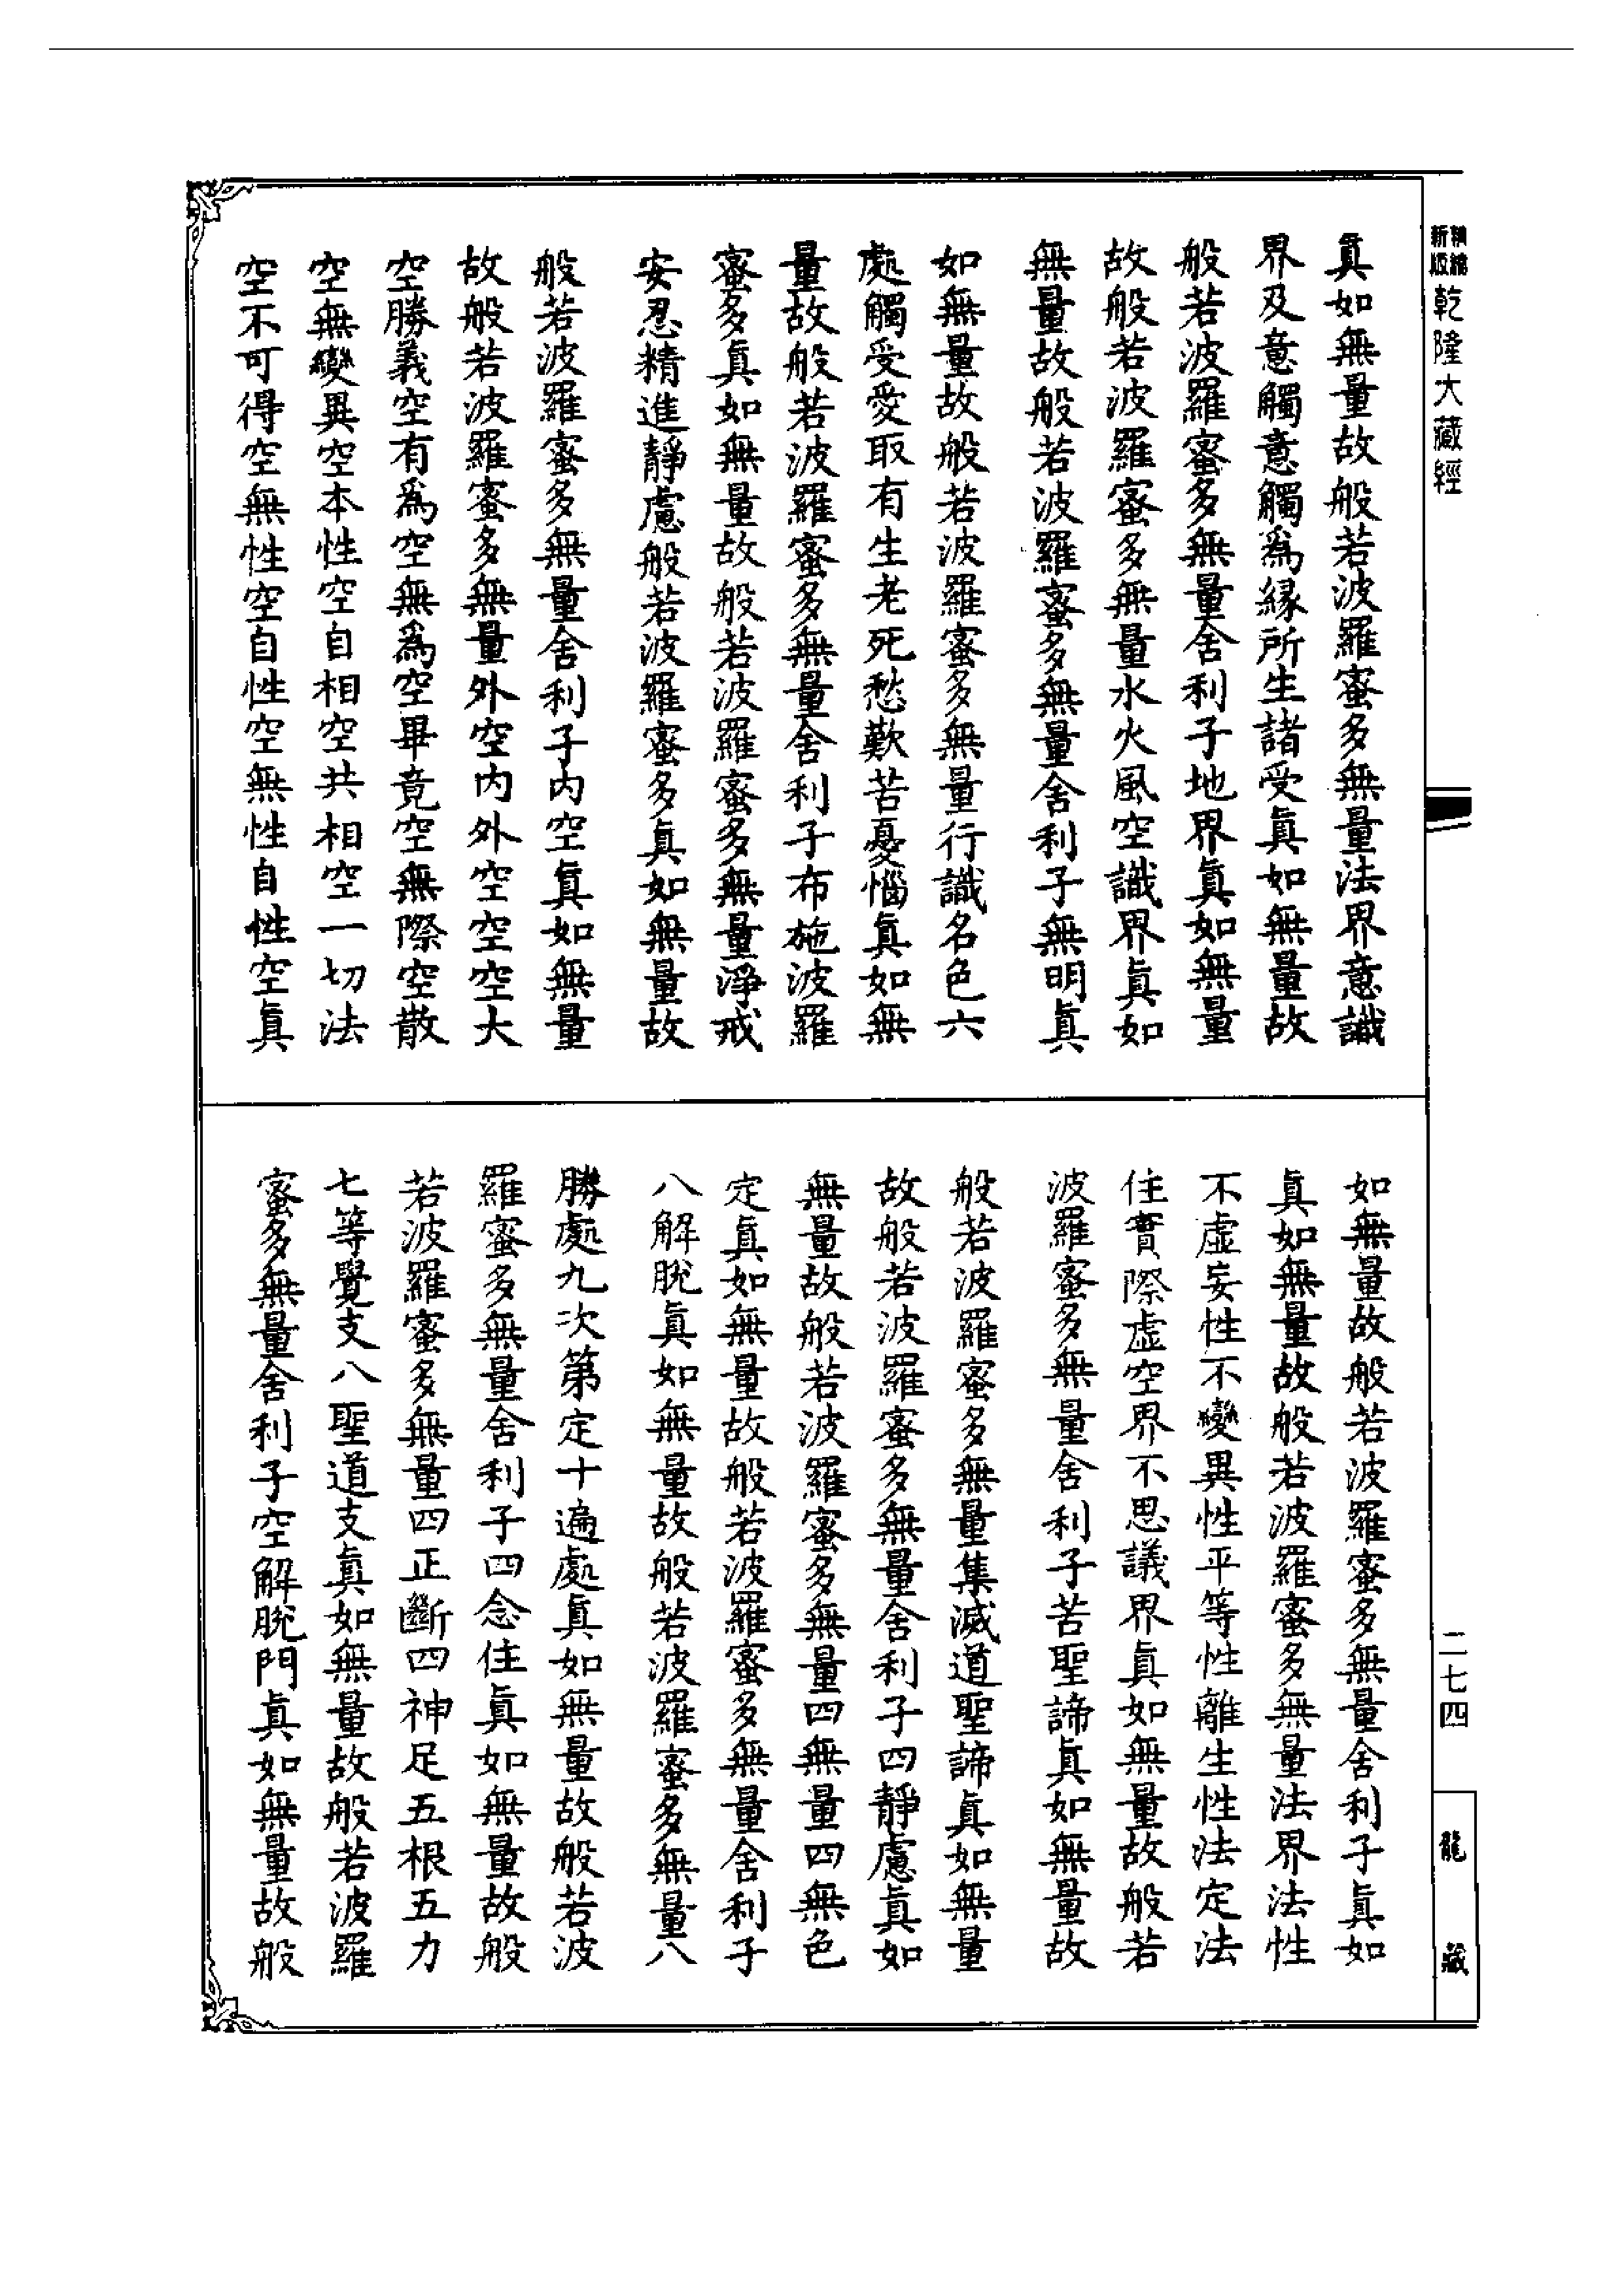 精編
新版
乾隆大藏經
真如無量故般若波羅蜜多無量法界意識
界及意觸意觸爲緣所生諸受真如無量故
般若波羅蜜多無量舍利子地界真如無量
故般若波羅蜜多無量水火風空識界真如
無量故般若波羅蜜多無量舍利子無明真
如無量故般若波羅蜜多無量行識名色六
處觸受愛取有生老死愁歎苦憂惱真如無
量故般若波羅蜜多無量舍利子布施波羅
蜜多真如無量故般若波羅蜜多無量淨戒
安忍精進靜慮般若波羅蜜多真如無量故
般若波羅蜜多無量舍利子內空真如無量
故般若波羅蜜多無量外空內外空空空大
空勝義空有爲空無爲空畢竟空無際空散
空無變異空本性空自相空共相空一切法
空不可得空無性空自性空無性自性空真
如無量故般若波羅蜜多無量舍利子真如
真如無量故般若波羅蜜多無量法界法性
不虛妄性不變異性平等性離生性法定法
住實際虛空界不思議界真如無量故般若
波羅蜜多無量舍利子苦聖諦真如無量故
般若波羅蜜多無量集滅道聖諦真如無量
故般若波羅蜜多無量舍利子四靜慮真如
無量故般若波羅蜜多無量四無量四無色
定真如無量故般若波羅蜜多無量舍利子
八解脫真如無量故般若波羅蜜多無量八
勝處九次第定十遍處真如無量故般若波
羅蜜多無量舍利子四念住真如無量故般
若波羅蜜多無量四正斷四神足五根五力
七等覺支八聖道支真如無量故般若波羅
蜜多無量舍利子空解脫門真如無量故般
二七四
龍藏